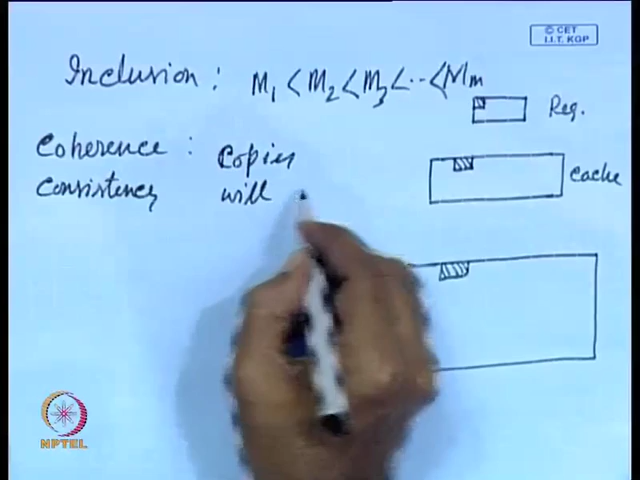 © CET
I.I.T. KGP
Inclusion : M₁ < M₂ < M₃ < ·· < Mm
Reg.
Coherence : Copies
Cache
Consistency will
NPTEL